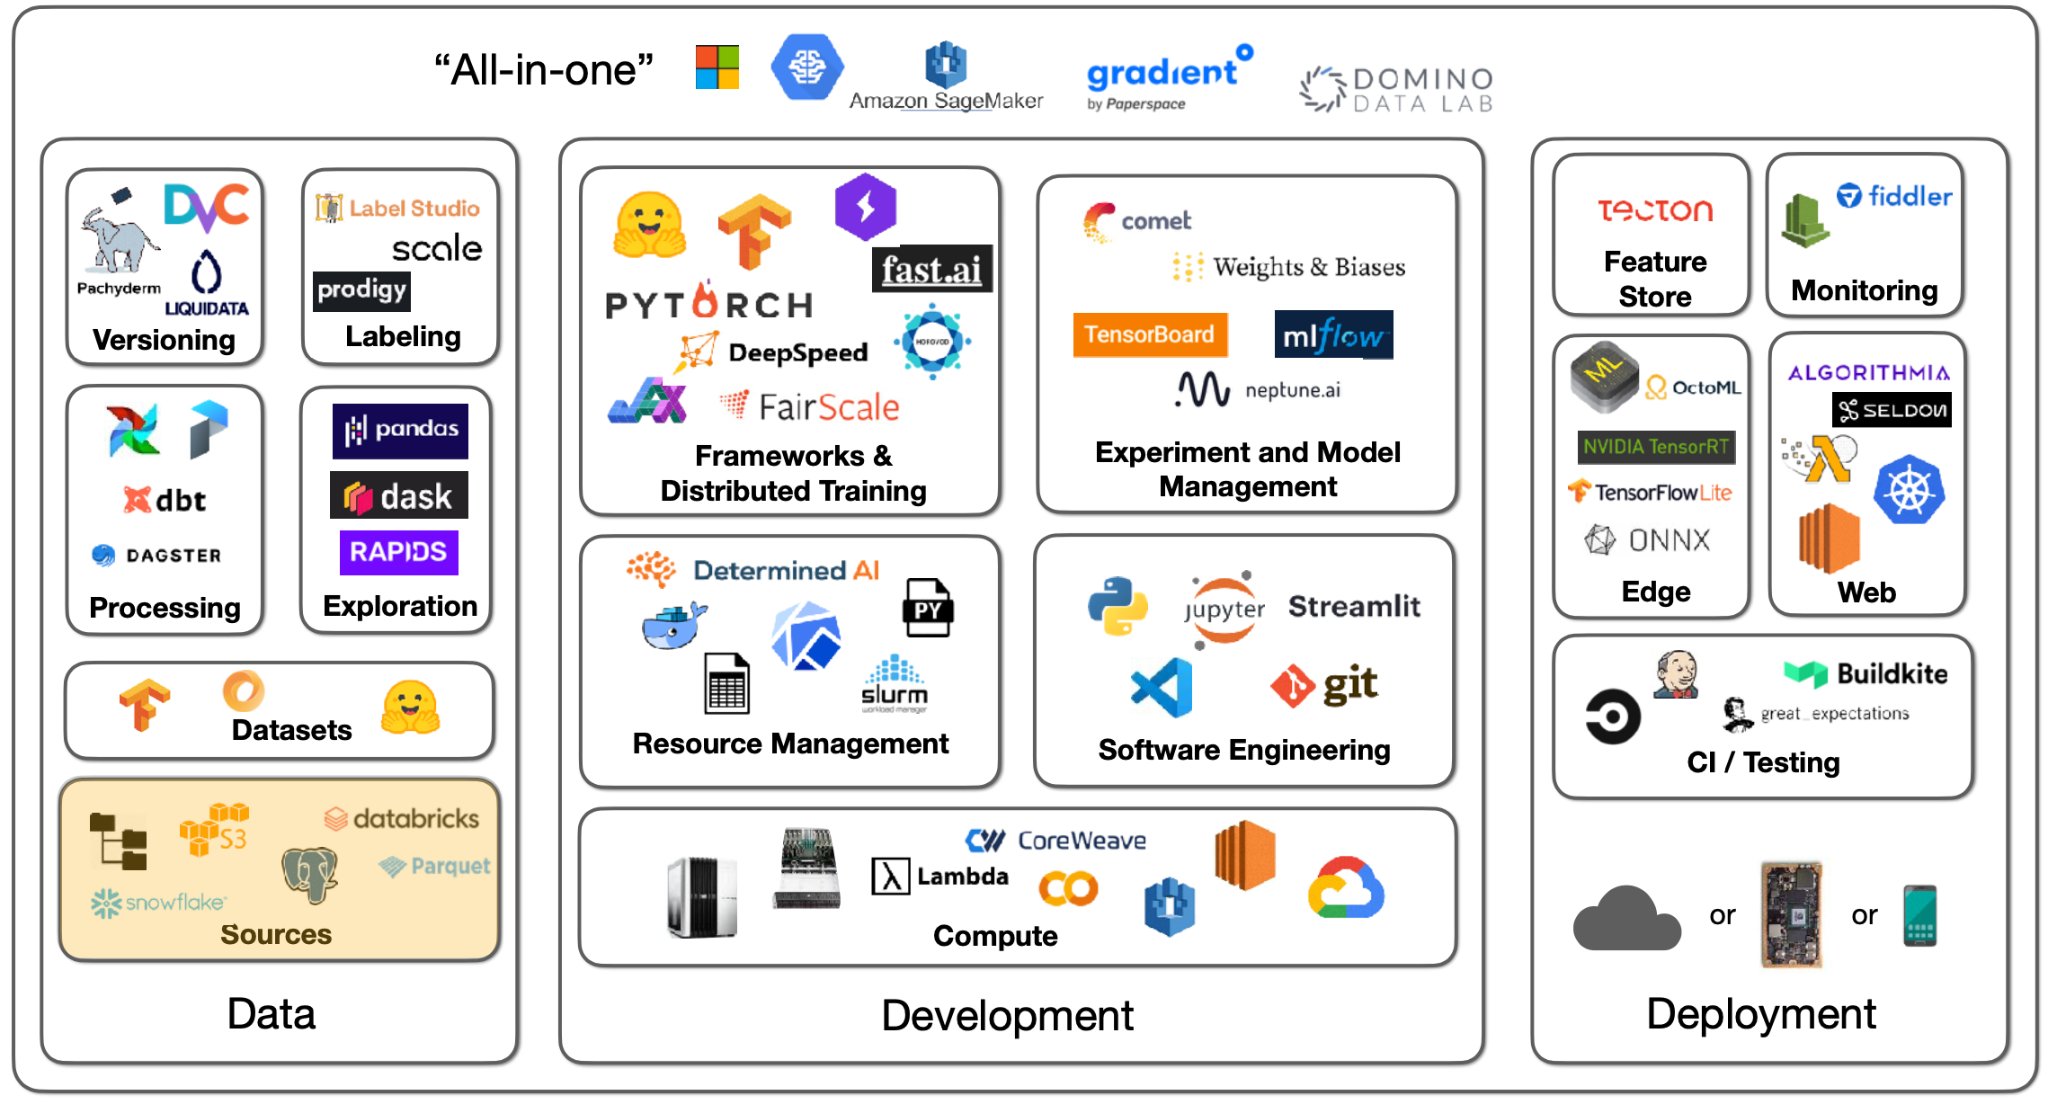 “All-in-one”
Amazon SageMaker
gradient
by Paperspace
DOMINO
DATA LAB
Pachyderm
DVC
LIQUIDATA
Versioning
Label Studio
scale
prodigy
Labeling
dbt
DAGSTER
Processing
pandas
dask
RAPIDS
Exploration
Datasets
S3
databricks
Parquet
snowflake
Sources
Data
fast.ai
PYTORCH
DeepSpeed
HOROVOD
JAX
FairScale
Frameworks &
Distributed Training
comet
Weights & Biases
TensorBoard
mlflow
neptune.ai
Experiment and Model
Management
Determined AI
PY
slurm
workload manager
Resource Management
jupyter
Streamlit
git
Software Engineering
CoreWeave
Lambda
Compute
Development
TECTON
Feature
Store
fiddler
Monitoring
ML
OctoML
NVIDIA TensorRT
TensorFlow Lite
ONNX
Edge
ALGORITHMIA
SELDON
Web
Buildkite
great_expectations
CI / Testing
or
or
Deployment